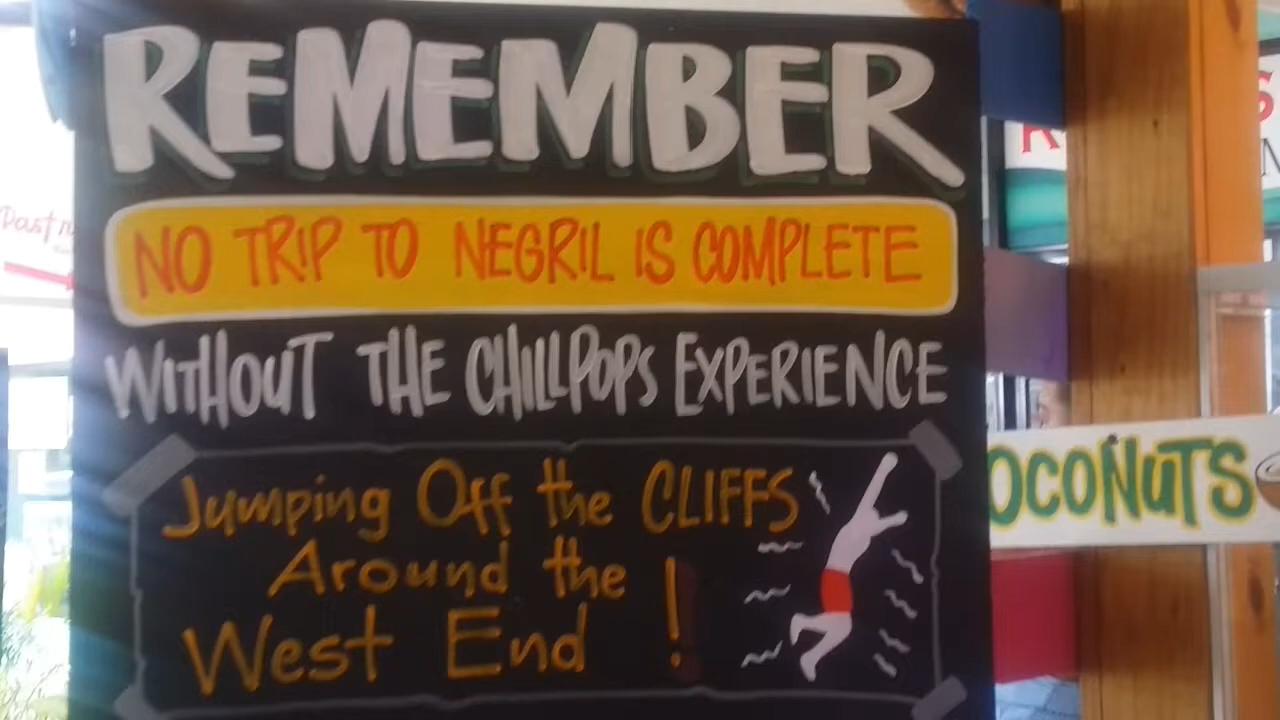 REMEMBER
NO TRIP TO NEGRIL IS COMPLETE
WITHOUT THE CHILLPOPS EXPERIENCE
Jumping Off the CLIFFS
Around the
West End !
OCONUTS